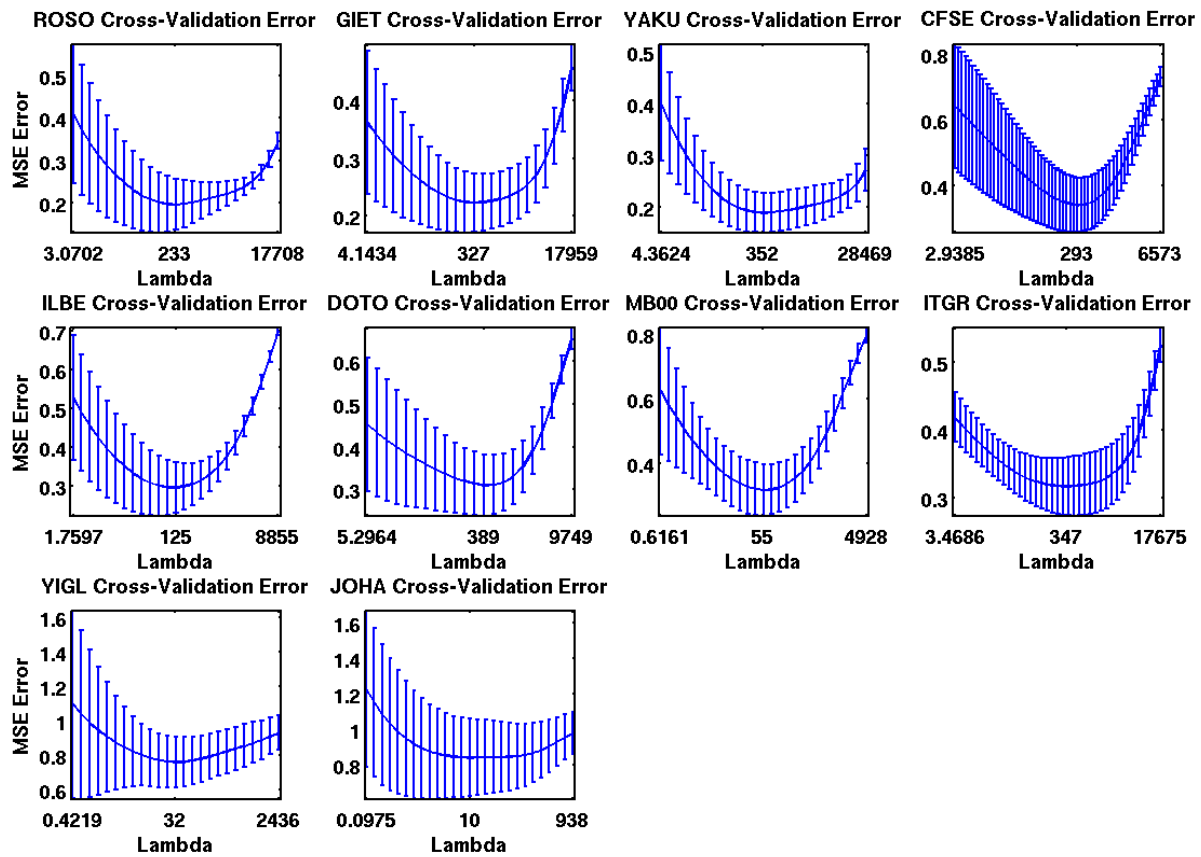 ROSO Cross-Validation Error
MSE Error
0.5
0.4
0.3
0.2
3.0702 233 17708
Lambda
GIET Cross-Validation Error
0.4
0.3
0.2
4.1434 327 17959
Lambda
YAKU Cross-Validation Error
0.5
0.4
0.3
0.2
4.3624 352 28469
Lambda
CFSE Cross-Validation Error
0.8
0.6
0.4
2.9385 293 6573
Lambda
ILBE Cross-Validation Error
MSE Error
0.7
0.6
0.5
0.4
0.3
1.7597 125 8855
Lambda
DOTO Cross-Validation Error
0.6
0.5
0.4
0.3
5.2964 389 9749
Lambda
MB00 Cross-Validation Error
0.8
0.6
0.4
0.6161 55 4928
Lambda
ITGR Cross-Validation Error
0.5
0.4
0.3
3.4686 347 17675
Lambda
YIGL Cross-Validation Error
MSE Error
1.6
1.4
1.2
1
0.8
0.6
0.4219 32 2436
Lambda
JOHA Cross-Validation Error
1.6
1.4
1.2
1
0.8
0.0975 10 938
Lambda